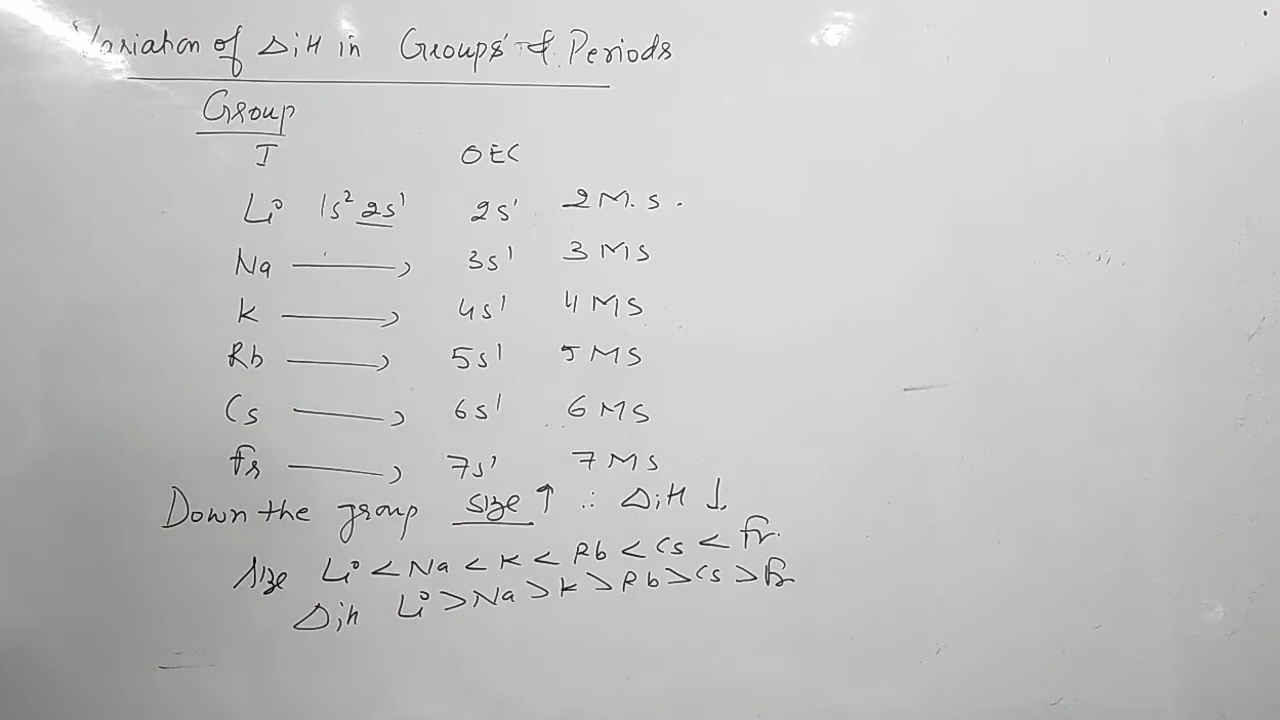 Variation of ΔiH in Groups & Periods
Group
I OEC
Li 1s² 2s¹ 2s¹ 2 M.S.
Na → 3s¹ 3 MS
K → 4s¹ 4 MS
Rb → 5s¹ 5 MS
Cs → 6s¹ 6 MS
Fr → 7s¹ 7 MS
Down the group size ↑ ∴ ΔiH ↓
Size Li < Na < K < Rb < Cs < Fr.
ΔiH Li > Na > K > Rb > Cs > Fr